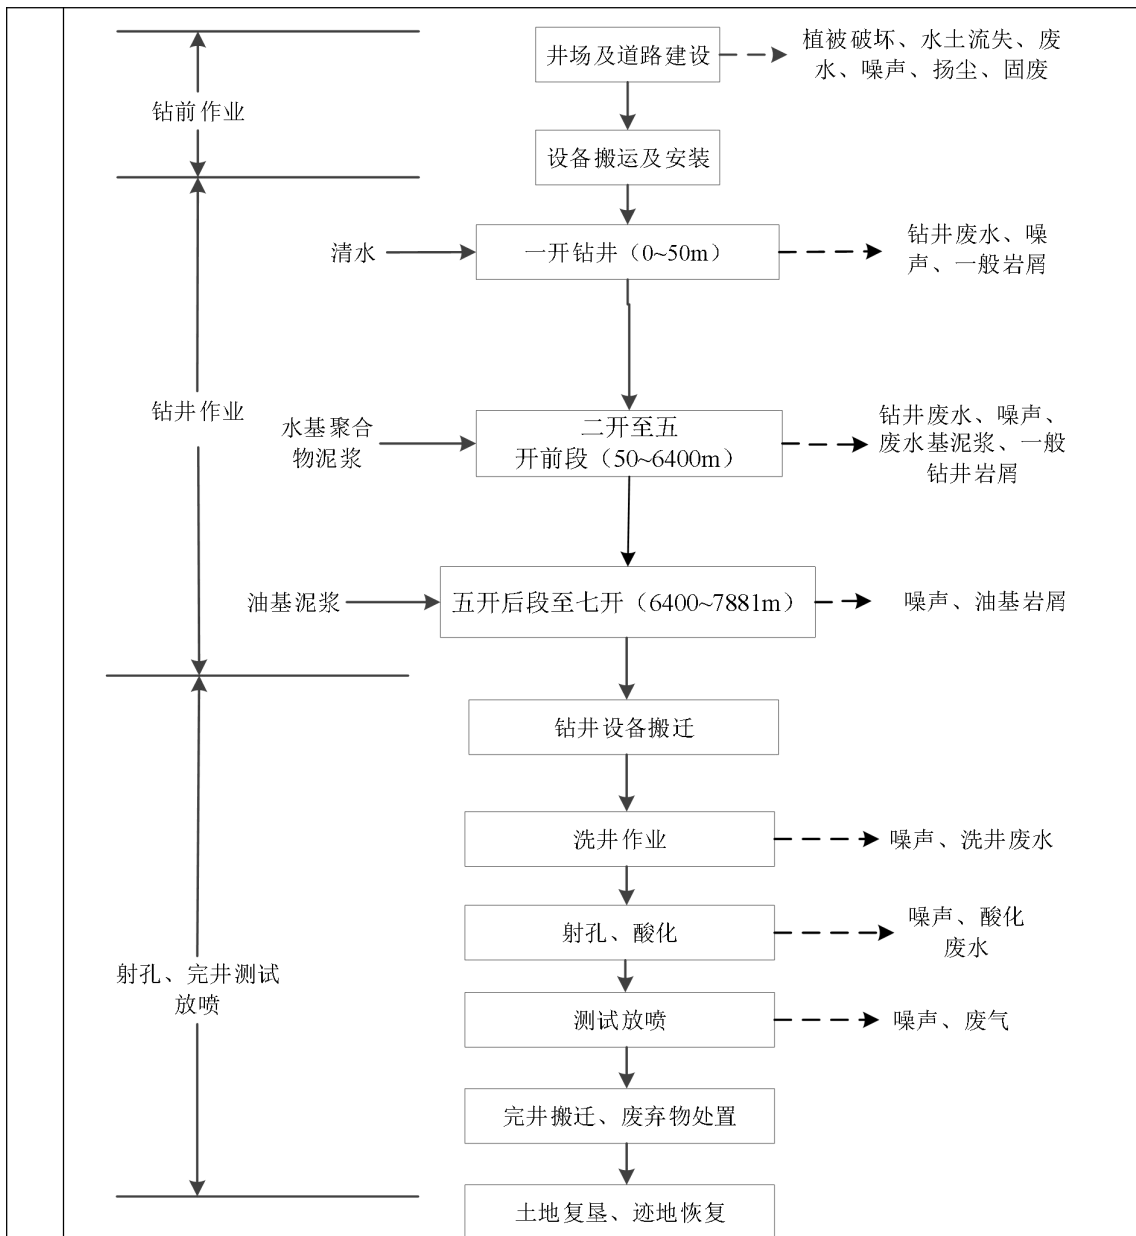 井场及道路建设
植被破坏、水土流失、废
水、噪声、扬尘、固废
钻前作业
设备搬运及安装
清水
一开钻井（0~50m）
钻井废水、噪
声、一般岩屑
钻井作业
水基聚合
物泥浆
二开至五
开前段（50~6400m）
钻井废水、噪声、
废水基泥浆、一般
钻井岩屑
油基泥浆
五开后段至七开（6400~7881m）
噪声、油基岩屑
钻井设备搬迁
洗井作业
噪声、洗井废水
射孔、酸化
噪声、酸化
废水
射孔、完井测试
放喷
测试放喷
噪声、废气
完井搬迁、废弃物处置
土地复垦、迹地恢复